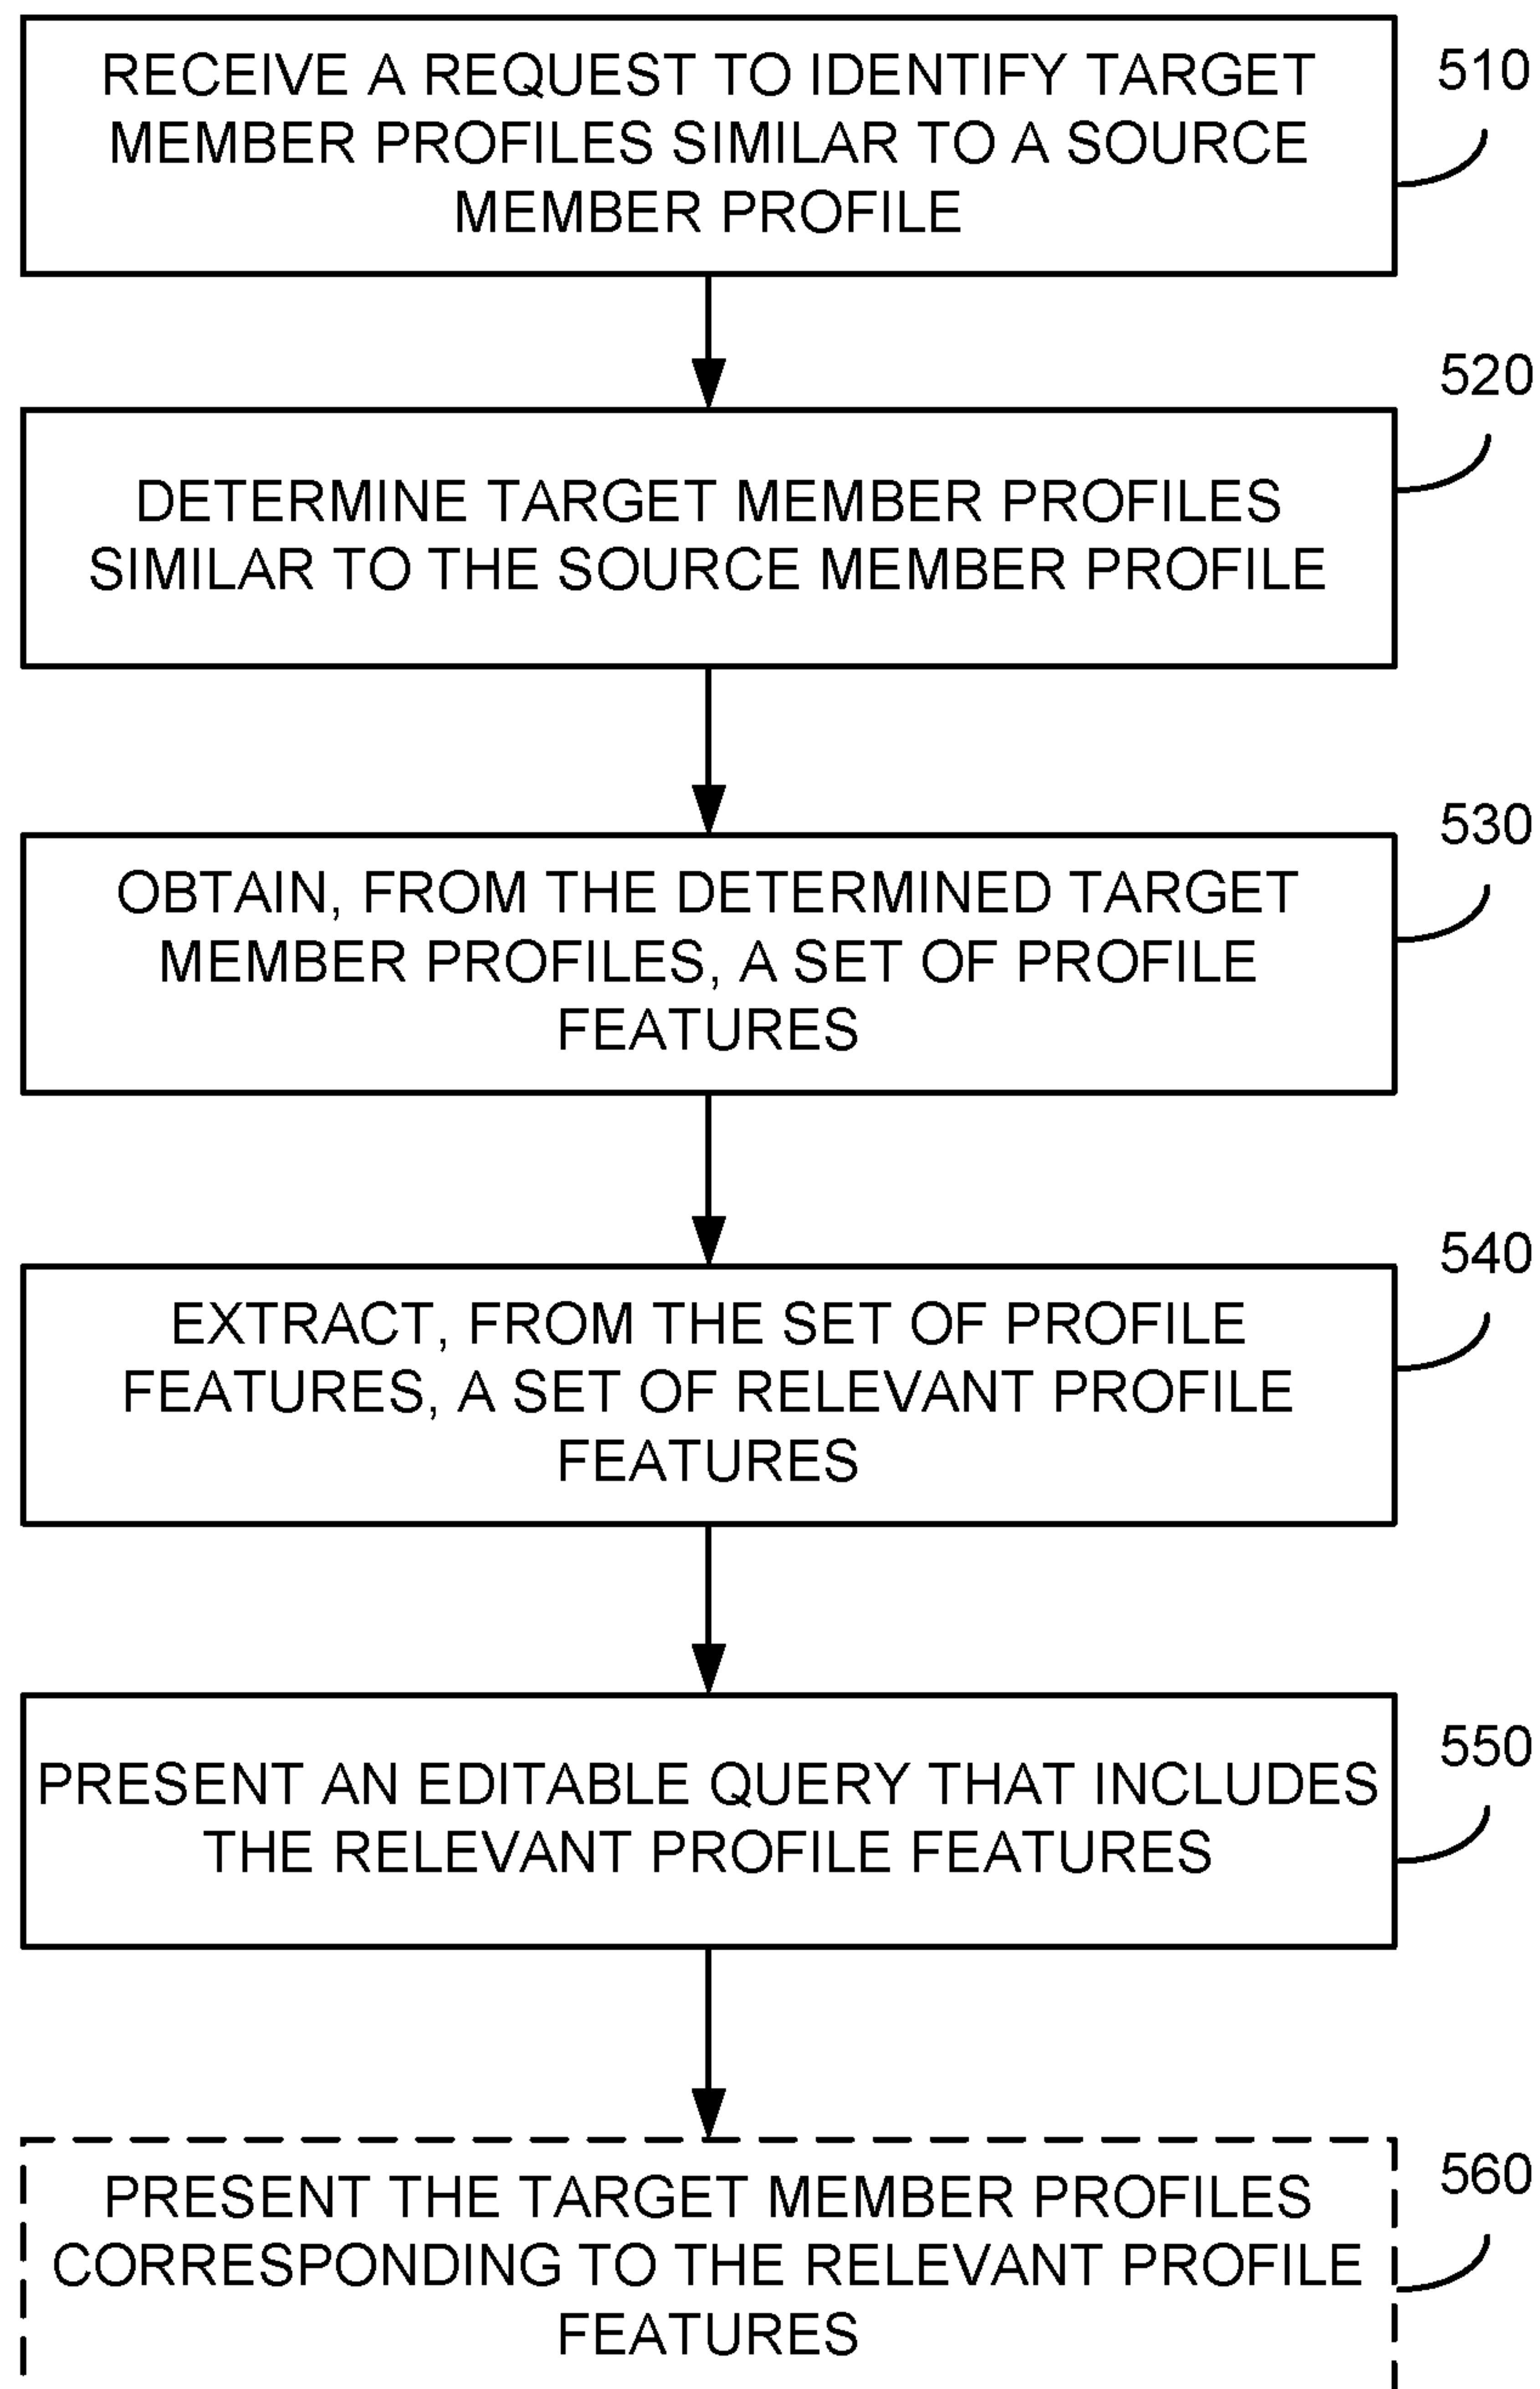 RECEIVE A REQUEST TO IDENTIFY TARGET
MEMBER PROFILES SIMILAR TO A SOURCE
MEMBER PROFILE
510
DETERMINE TARGET MEMBER PROFILES
SIMILAR TO THE SOURCE MEMBER PROFILE
520
OBTAIN, FROM THE DETERMINED TARGET
MEMBER PROFILES, A SET OF PROFILE
FEATURES
530
EXTRACT, FROM THE SET OF PROFILE
FEATURES, A SET OF RELEVANT PROFILE
FEATURES
540
PRESENT AN EDITABLE QUERY THAT INCLUDES
THE RELEVANT PROFILE FEATURES
550
PRESENT THE TARGET MEMBER PROFILES
CORRESPONDING TO THE RELEVANT PROFILE
FEATURES
560